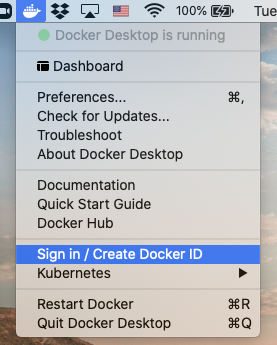 100% Tue
Docker Desktop is running
Dashboard
Preferences... ⌘,
Check for Updates...
Troubleshoot
About Docker Desktop
Documentation
Quick Start Guide
Docker Hub
Sign in / Create Docker ID
Kubernetes
Restart Docker ⌘R
Quit Docker Desktop ⌘Q